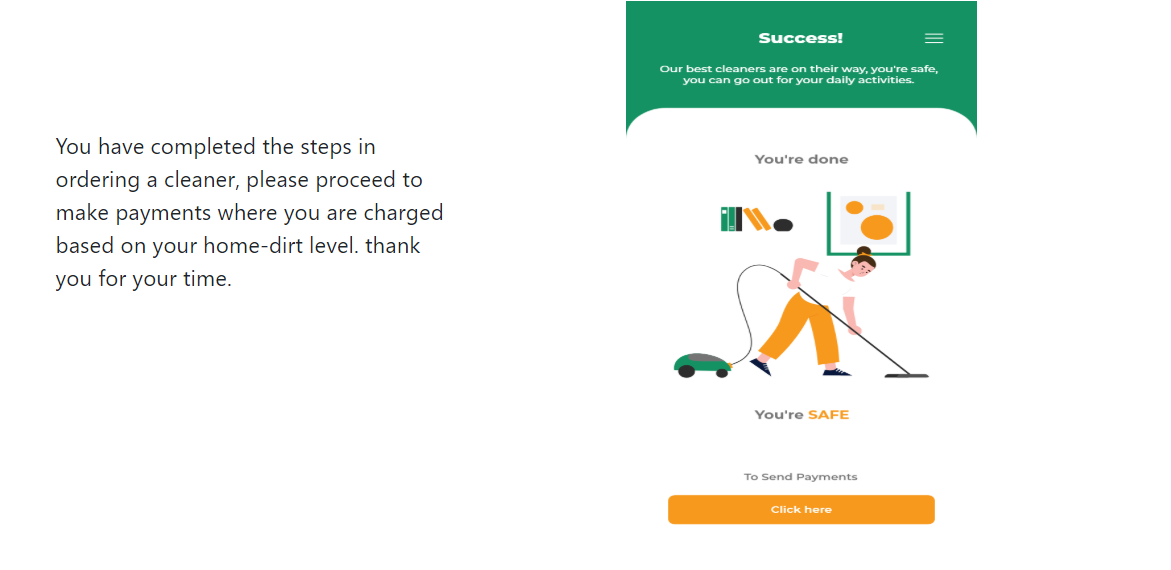 You have completed the steps in
ordering a cleaner, please proceed to
make payments where you are charged
based on your home-dirt level. thank
you for your time.
Success!
Our best cleaners are on their way, you're safe,
you can go out for your daily activities.
You're done
You're SAFE
To Send Payments
Click here